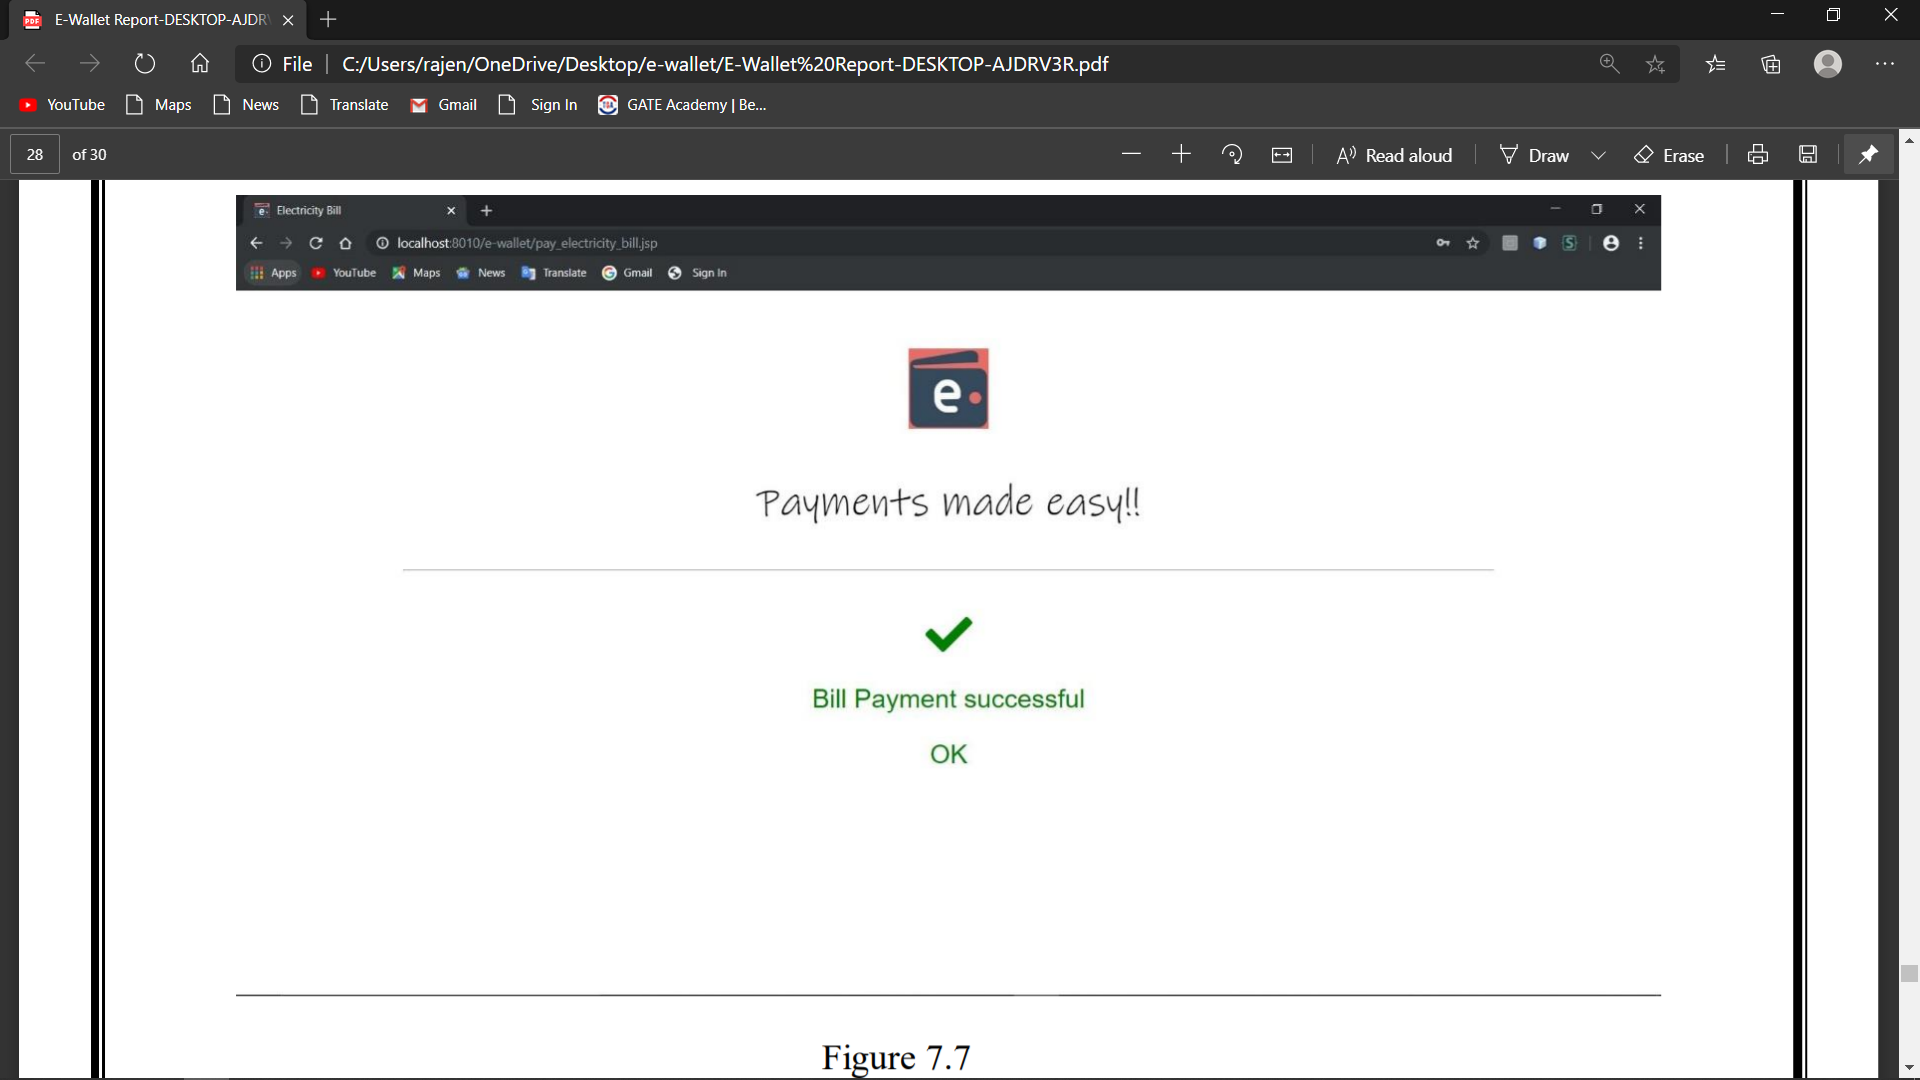 E-Wallet Report-DESKTOP-AJDR
File C:/Users/rajen/OneDrive/Desktop/e-wallet/E-Wallet%20Report-DESKTOP-AJDRV3R.pdf
YouTube Maps News Translate Gmail Sign In GATE Academy | Be...
28 of 30 Read aloud Draw Erase
Electricity Bill
localhost:8010/e-wallet/pay_electricity_bill.jsp
Apps YouTube Maps News Translate Gmail Sign In
e
Payments made easy!!
Bill Payment successful
OK
Figure 7.7